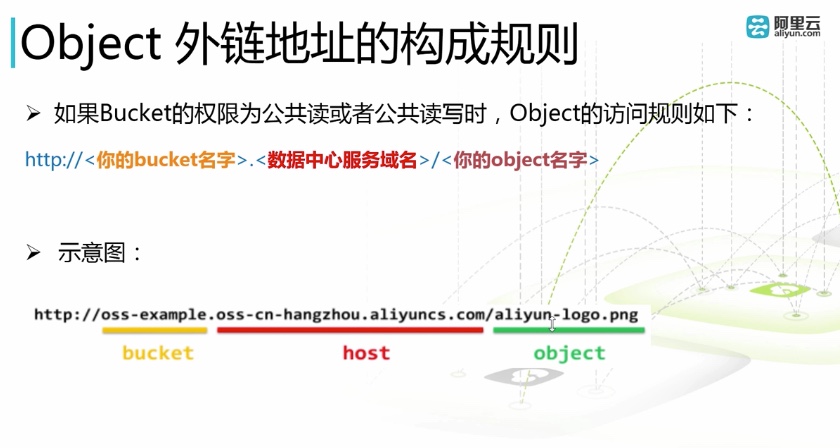 Object 外链地址的构成规则
阿里云
aliyun.com
➢ 如果Bucket的权限为公共读或者公共读写时，Object的访问规则如下：
http://<你的bucket名字>.<数据中心服务域名>/<你的object名字>
➢ 示意图：
http://oss-example.oss-cn-hangzhou.aliyuncs.com/aliyun-logo.png
bucket host object